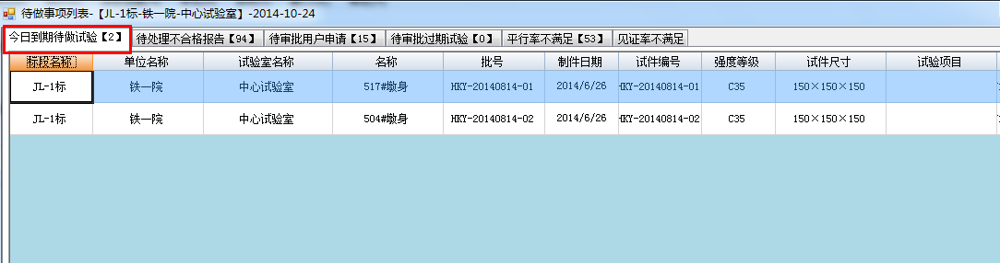 待做事项列表-【JL-1标-铁一院-中心试验室】-2014-10-24
今日到期待做试验【2】 待处理不合格报告【94】 待审批用户申请【15】 待审批过期试验【0】 平行率不满足【53】 见证率不满足
标段名称 单位名称 试验室名称 名称 批号 制件日期 试件编号 强度等级 试件尺寸 试验项目
JL-1标 铁一院 中心试验室 517#墩身 HKY-20140814-01 2014/6/26 HKY-20140814-01 C35 150×150×150
JL-1标 铁一院 中心试验室 504#墩身 HKY-20140814-02 2014/6/26 HKY-20140814-02 C35 150×150×150